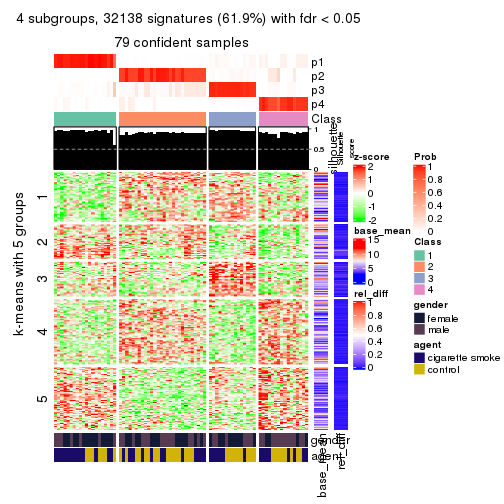 4 subgroups, 32138 signatures (61.9%) with fdr < 0.05
79 confident samples
p1
p2
p3
p4
Class
1
0.5
0
silhouette
Silhouette
score
k-means with 5 groups
1
2
3
4
5
gender
agent
base_mean
rel_diff
z-score
2
1
0
-1
-2
base_mean
15
10
5
0
rel_diff
1
0.8
0.6
0.4
0.2
0
Prob
1
0.8
0.6
0.4
0.2
0
Class
1
2
3
4
gender
female
male
agent
cigarette smoke
control